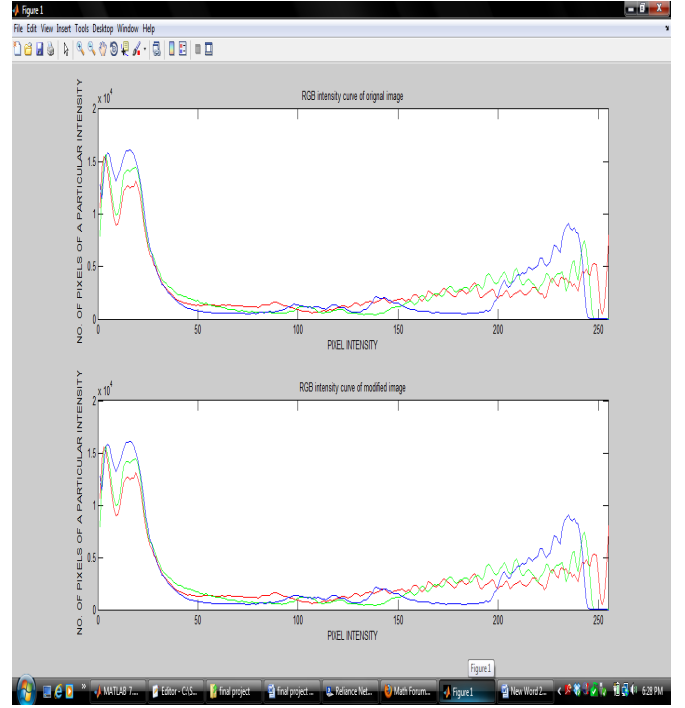 Figure 1
File Edit View Insert Tools Desktop Window Help
RGB intensity curve of orignal image
x 10^4
NO. OF PIXELS OF A PARTICULAR INTENSITY
2
1.5
1
0.5
0
0 50 100 150 200 250
PIXEL INTENSITY
RGB intensity curve of modified image
x 10^4
NO. OF PIXELS OF A PARTICULAR INTENSITY
2
1.5
1
0.5
0
0 50 100 150 200 250
PIXEL INTENSITY
Figure 1
MATLAB 7.... Editor - C:\S... final project final project ... Reliance Net... Math Forum... Figure 1 New Word 2... 6:28 PM